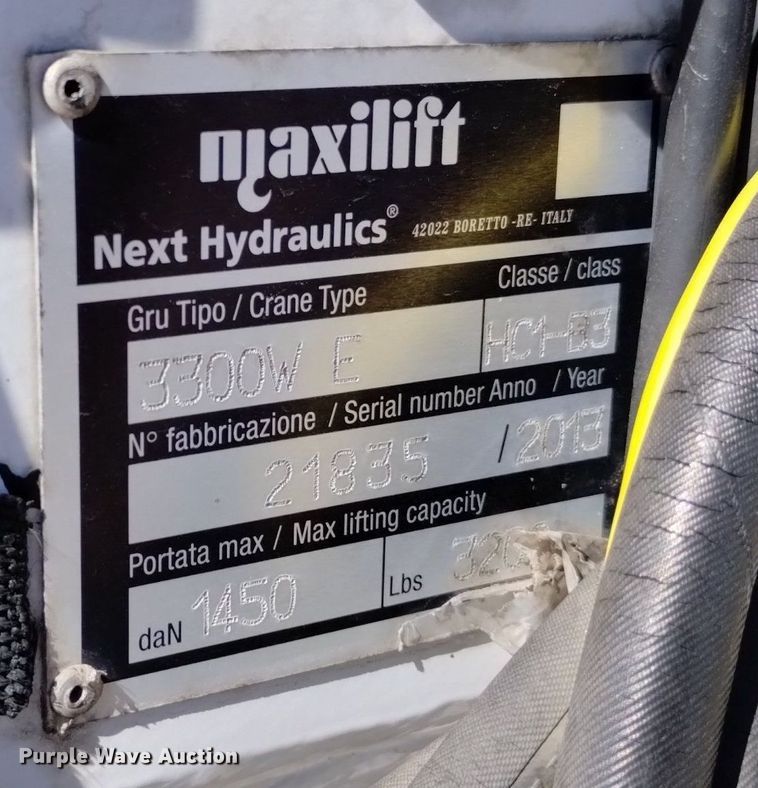 maxilift
Next Hydraulics® 42022 BORETTO -RE- ITALY
Gru Tipo / Crane Type Classe / class
3300W E HC1-B3
N° fabbricazione / Serial number Anno / Year
21835 / 2013
Portata max / Max lifting capacity
daN 1450 Lbs
Purple Wave Auction